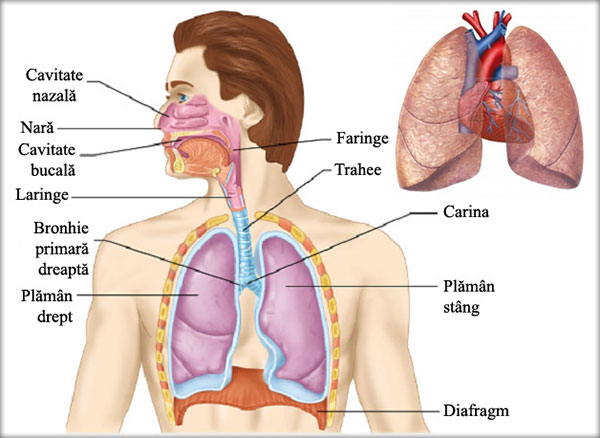 Cavitate
nazală
Nară
Cavitate
bucală
Laringe
Bronhie
primară
dreaptă
Plămân
drept
Faringe
Trahee
Carina
Plămân
stâng
Diafragm